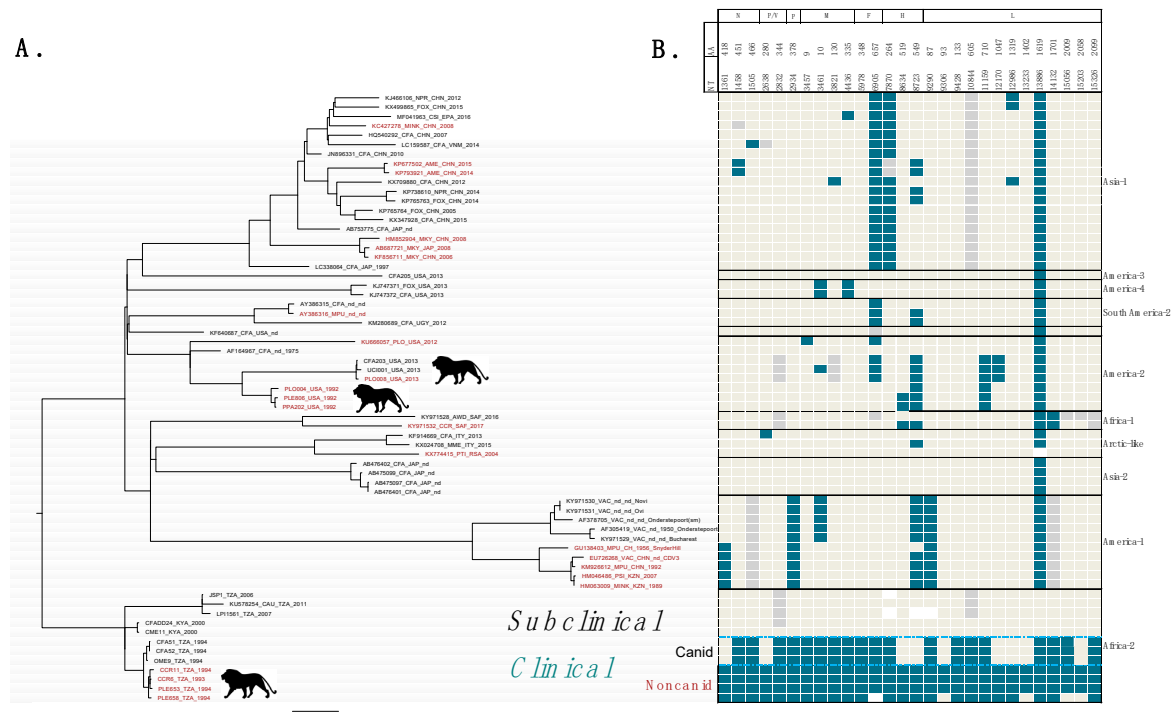 A.
B.
N P/V P M F H L
AA 418 451 466 280 344 378 9 10 130 335 348 657 264 519 549 87 93 133 605 710 1047 1319 1402 1619 1701 2009 2058 2099
NT 1361 1458 1505 2638 2832 2934 3457 3461 3821 4436 5978 6905 7870 8634 8723 9290 9306 9428 10844 11159 12170 12986 13233 13886 14132 15056 15203 15326
KJ466106_NPR_CHN_2012
KX499865_FOX_CHN_2015
MF041963_CSI_EPA_2016
KC427278_MINK_CHN_2008
HQ540292_CFA_CHN_2007
LC159587_CFA_VNM_2014
JN896331_CFA_CHN_2010
KP677502_AME_CHN_2015
KP793921_AME_CHN_2014
KX709880_CFA_CHN_2012
Asia-1
KP738610_NPR_CHN_2014
KP765763_FOX_CHN_2014
KP765764_FOX_CHN_2005
KX347928_CFA_CHN_2015
AB753775_CFA_JAP_nd
HM852904_MKY_CHN_2008
AB687721_MKY_JAP_2008
KF856711_MKY_CHN_2006
LC338064_CFA_JAP_1997
CFA205_USA_2013
America-3
KJ747371_FOX_USA_2013
America-4
KJ747372_CFA_USA_2013
AY386315_CFA_nd_nd
AY386316_MPU_nd_nd
South America-2
KM280689_CFA_UGY_2012
KF640687_CFA_USA_nd
KU666057_PLO_USA_2012
AF164967_CFA_nd_1975
CFA203_USA_2013
UCI001_USA_2013
PLO008_USA_2013
America-2
PLO004_USA_1992
PLE806_USA_1992
PPA202_USA_1992
KY971528_AWD_SAF_2016
Africa-1
KY971532_CCR_SAF_2017
KF914669_CFA_ITY_2013
KX024708_MME_ITY_2015
Arctic-like
KX774415_PTI_RSA_2004
AB476402_CFA_JAP_nd
AB475099_CFA_JAP_nd
Asia-2
AB475097_CFA_JAP_nd
AB476401_CFA_JAP_nd
KY971530_VAC_nd_nd_Novi
KY971531_VAC_nd_nd_Ovi
AF378705_VAC_nd_nd_Onderstepoort(sm)
AF305419_VAC_nd_1950_Onderstepoort
KY971529_VAC_nd_nd_Bucharest
America-1
GU138403_MPU_CH_1956_SnyderHill
EU726268_VAC_CHN_nd_CDV3
KM926612_MPU_CHN_1992
HM046486_PSI_KZN_2007
HM063009_MINK_KZN_1989
JSP1_TZA_2006
KU578254_CAU_TZA_2011
LPI1561_TZA_2007
CFADD24_KYA_2000
Subclinical
CME11_KYA_2000
CFA51_TZA_1994
Africa-2
CFA52_TZA_1994
Canid
OME9_TZA_1994
Clinical
CCR11_TZA_1994
CCR6_TZA_1993
Noncanid
PLE653_TZA_1994
PLE658_TZA_1994